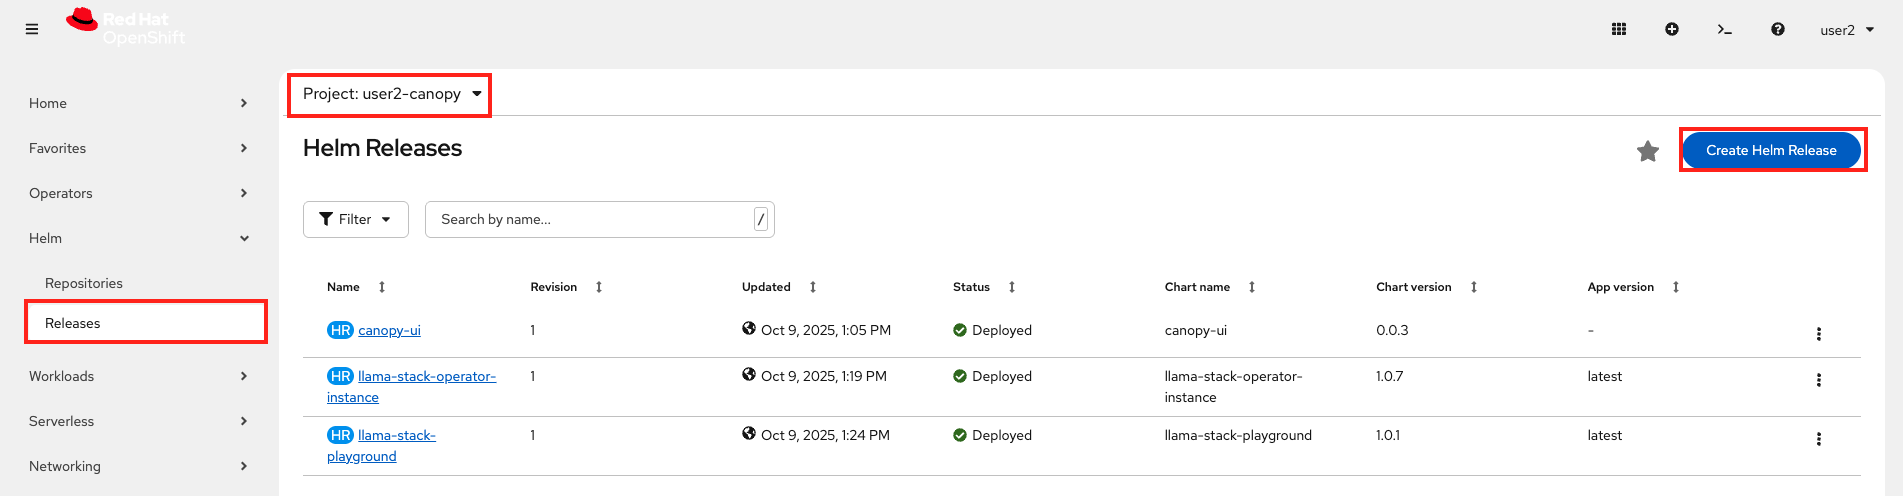 Red Hat
OpenShift
user2
Home
Favorites
Operators
Helm
Repositories
Releases
Workloads
Serverless
Networking
Project: user2-canopy
Helm Releases
Create Helm Release
Filter
Search by name...
/
Name Revision Updated Status Chart name Chart version App version
HR canopy-ui 1 Oct 9, 2025, 1:05 PM Deployed canopy-ui 0.0.3 -
HR llama-stack-operator- 1 Oct 9, 2025, 1:19 PM Deployed llama-stack-operator- 1.0.7 latest
instance instance
HR llama-stack- 1 Oct 9, 2025, 1:24 PM Deployed llama-stack-playground 1.0.1 latest
playground